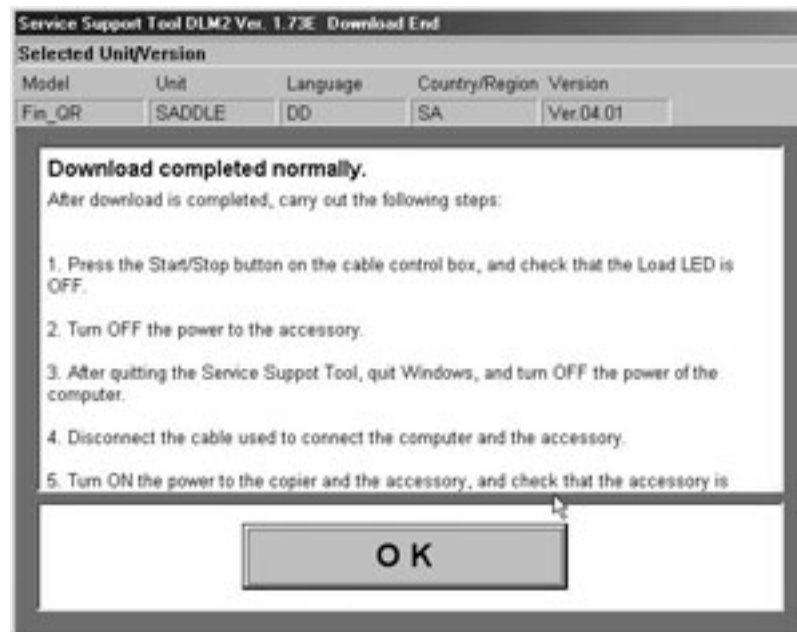 Service Support Tool DLM2 Ver. 1.73E Download End
Selected Unit/Version
Model Unit Language Country/Region Version
Fin_QR SADDLE DD SA Ver.04.01
Download completed normally.
After download is completed, carry out the following steps:
1. Press the Start/Stop button on the cable control box, and check that the Load LED is
OFF.
2. Turn OFF the power to the accessory.
3. After quitting the Service Suppot Tool, quit Windows, and turn OFF the power of the
computer.
4. Disconnect the cable used to connect the computer and the accessory.
5. Turn ON the power to the copier and the accessory, and check that the accessory is
O K